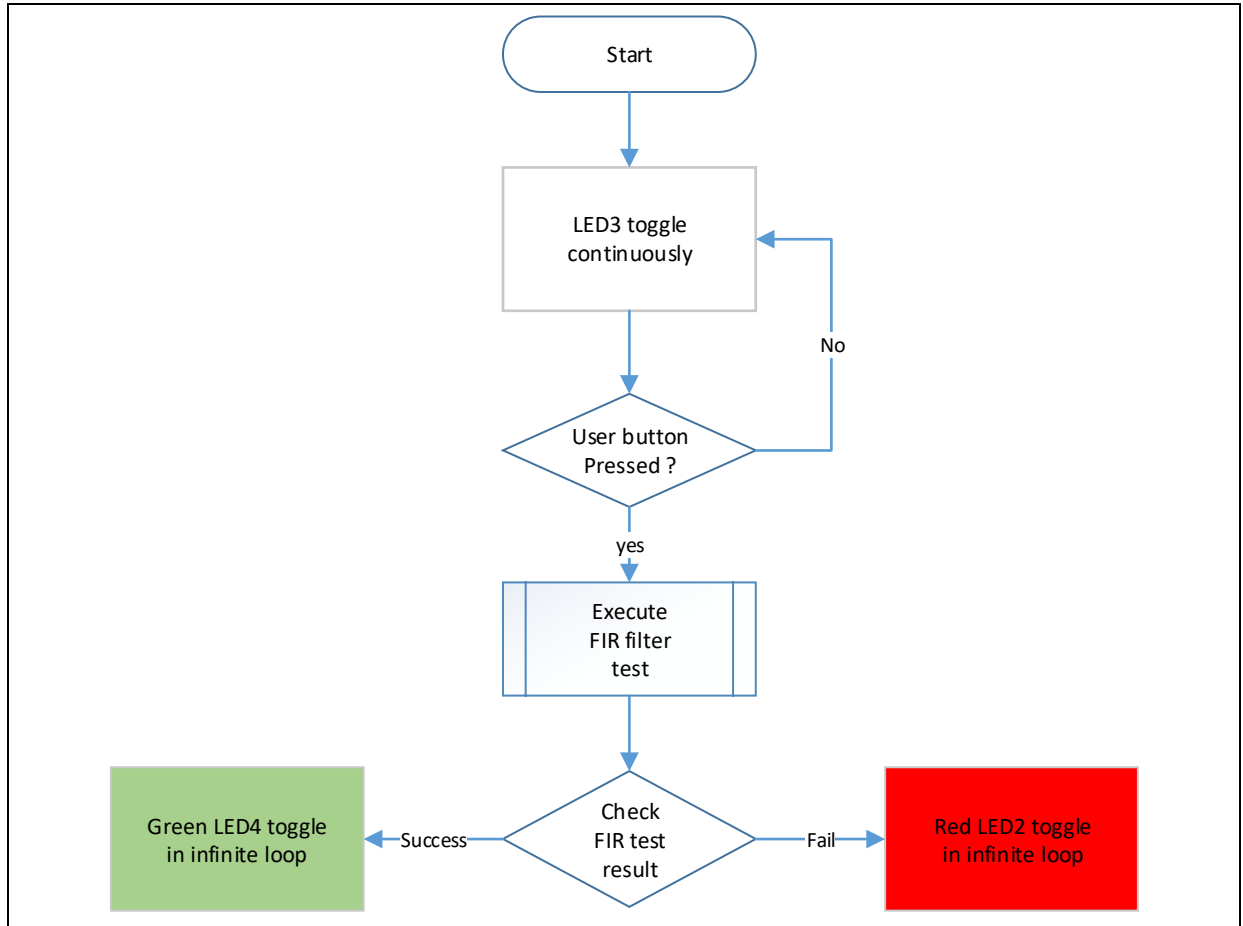 Start
LED3 toggle
continuously
No
User button
Pressed ?
yes
Execute
FIR filter
test
Check
FIR test
result
Success
Green LED4 toggle
in infinite loop
Fail
Red LED2 toggle
in infinite loop